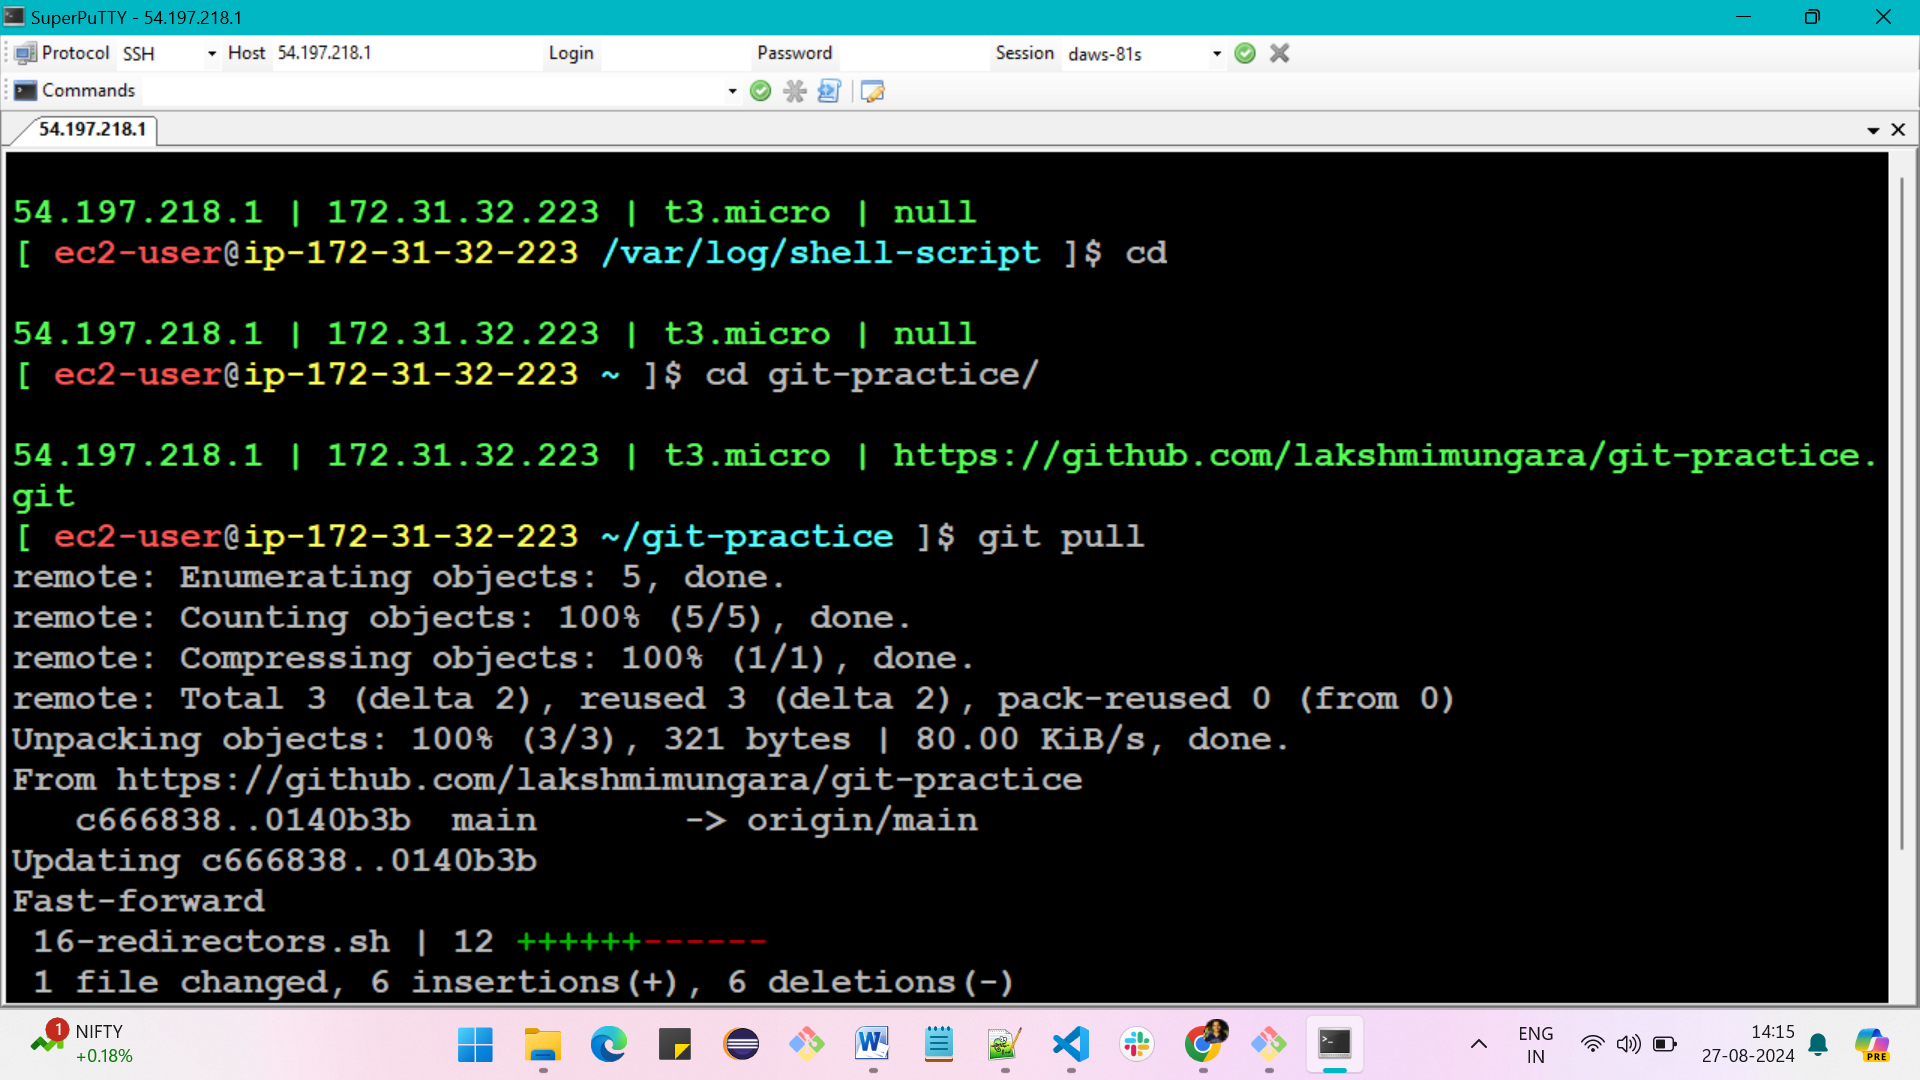 SuperPuTTY - 54.197.218.1
Protocol SSH Host 54.197.218.1 Login Password Session daws-81s
Commands
54.197.218.1
54.197.218.1 | 172.31.32.223 | t3.micro | null
[ ec2-user@ip-172-31-32-223 /var/log/shell-script ]$ cd
54.197.218.1 | 172.31.32.223 | t3.micro | null
[ ec2-user@ip-172-31-32-223 ~ ]$ cd git-practice/
54.197.218.1 | 172.31.32.223 | t3.micro | https://github.com/lakshmimungara/git-practice.
git
[ ec2-user@ip-172-31-32-223 ~/git-practice ]$ git pull
remote: Enumerating objects: 5, done.
remote: Counting objects: 100% (5/5), done.
remote: Compressing objects: 100% (1/1), done.
remote: Total 3 (delta 2), reused 3 (delta 2), pack-reused 0 (from 0)
Unpacking objects: 100% (3/3), 321 bytes | 80.00 KiB/s, done.
From https://github.com/lakshmimungara/git-practice
   c666838..0140b3b  main       -> origin/main
Updating c666838..0140b3b
Fast-forward
 16-redirectors.sh | 12 ++++++------
 1 file changed, 6 insertions(+), 6 deletions(-)
1 NIFTY
+0.18%
ENG
IN
14:15
27-08-2024
PRE